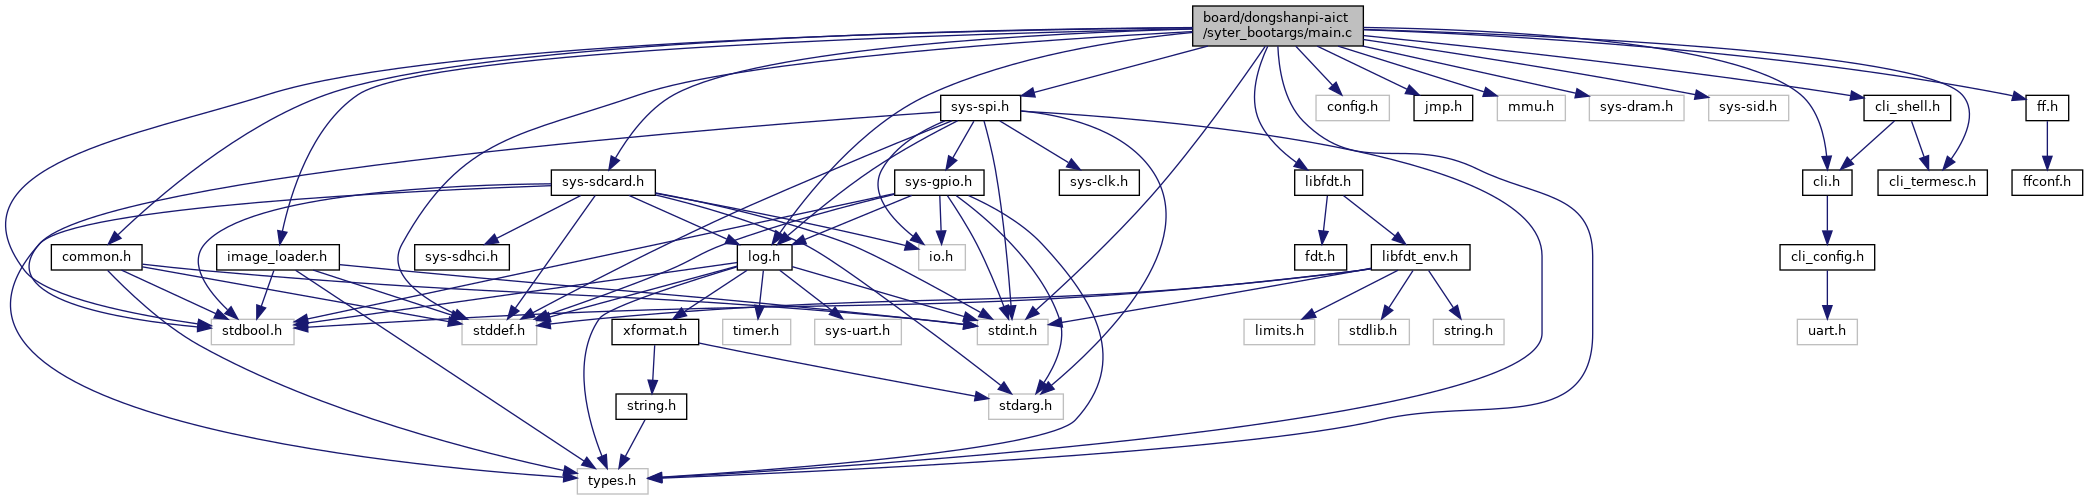 board/dongshanpi-aict
/syter_bootargs/main.c
sys-spi.h
config.h
jmp.h
mmu.h
sys-dram.h
sys-sid.h
cli_shell.h
ff.h
sys-sdcard.h
sys-gpio.h
sys-clk.h
libfdt.h
cli.h
cli_termesc.h
ffconf.h
common.h
image_loader.h
sys-sdhci.h
log.h
io.h
fdt.h
libfdt_env.h
cli_config.h
stdbool.h
stddef.h
xformat.h
timer.h
sys-uart.h
stdint.h
limits.h
stdlib.h
string.h
uart.h
string.h
stdarg.h
types.h